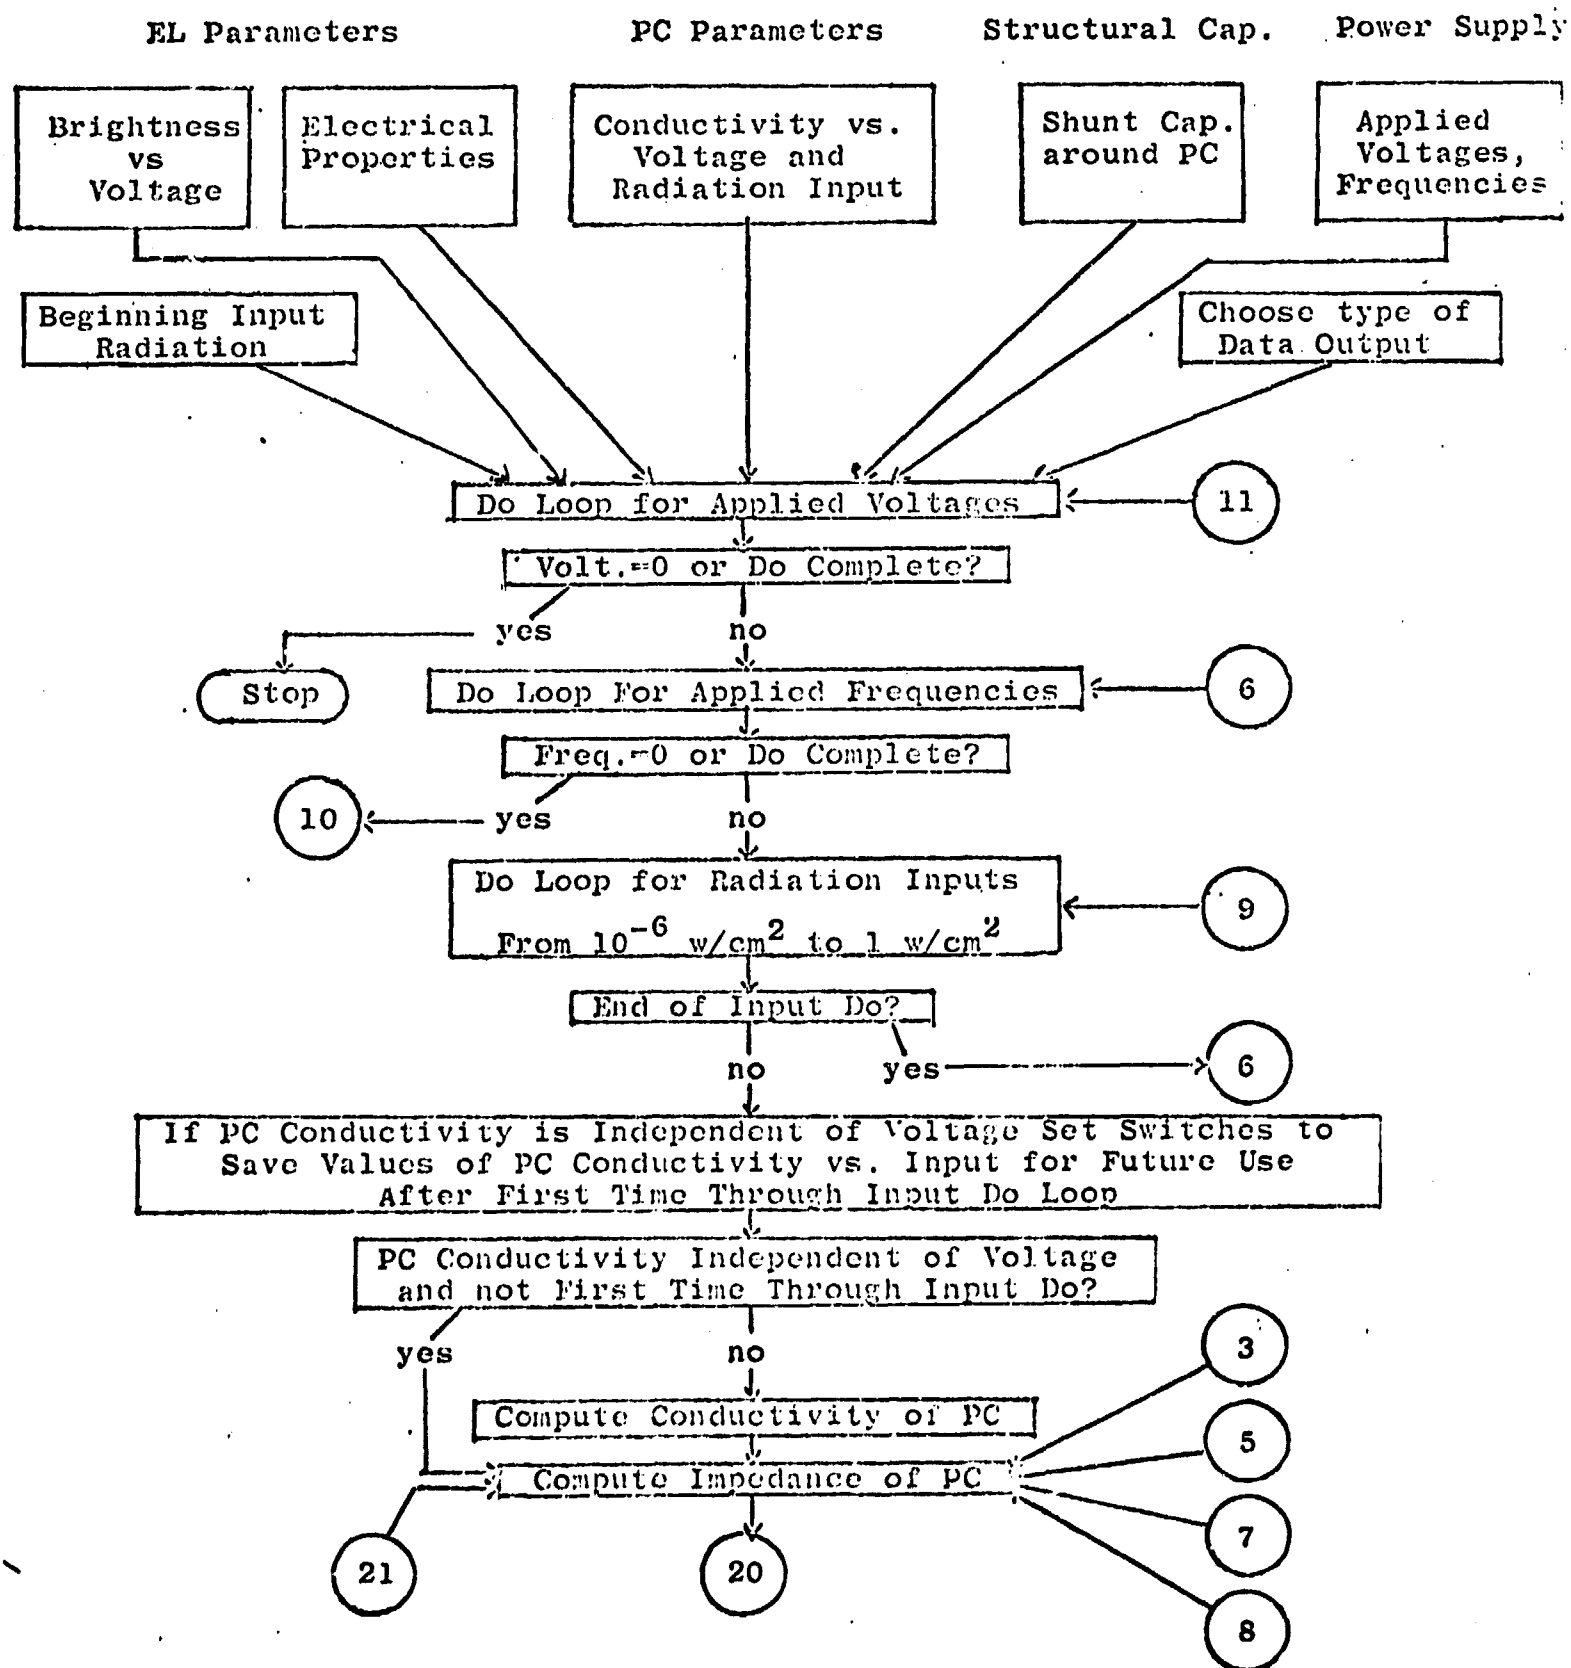 EL Parameters
PC Parameters
Structural Cap.
Power Supply
Brightness
vs
Voltage
Electrical
Properties
Conductivity vs.
Voltage and
Radiation Input
Shunt Cap.
around PC
Applied
Voltages,
Frequencies
Beginning Input
Radiation
Choose type of
Data Output
Do Loop for Applied Voltages
11
Volt.=0 or Do Complete?
yes
no
Stop
Do Loop For Applied Frequencies
6
Freq.=0 or Do Complete?
10
yes
no
Do Loop for Radiation Inputs
From 10⁻⁶ w/cm² to 1 w/cm²
9
End of Input Do?
no
yes
6
If PC Conductivity is Independent of Voltage Set Switches to
Save Values of PC Conductivity vs. Input for Future Use
After First Time Through Input Do Loop
PC Conductivity Independent of Voltage
and not First Time Through Input Do?
yes
no
3
Compute Conductivity of PC
5
Compute Impedance of PC
7
21
20
8